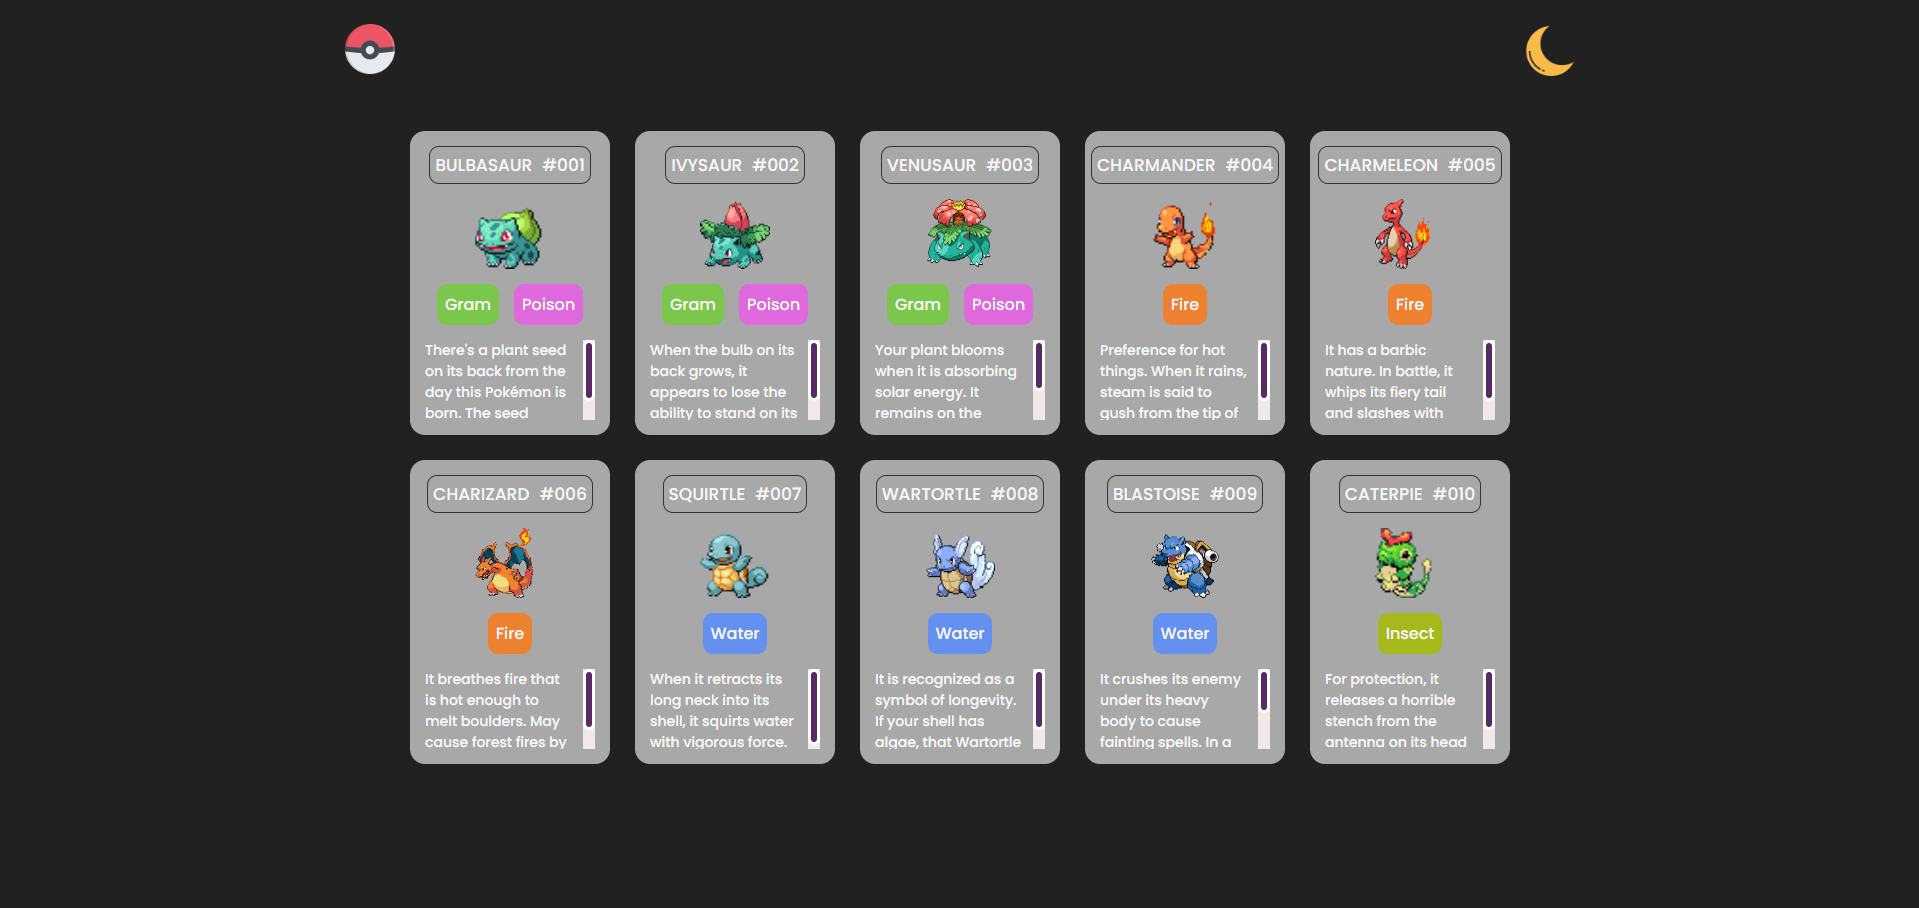 BULBASAUR #001
Gram Poison
There's a plant seed
on its back from the
day this Pokémon is
born. The seed
IVYSAUR #002
Gram Poison
When the bulb on its
back grows, it
appears to lose the
ability to stand on its
VENUSAUR #003
Gram Poison
Your plant blooms
when it is absorbing
solar energy. It
remains on the
CHARMANDER #004
Fire
Preference for hot
things. When it rains,
steam is said to
gush from the tip of
CHARMELEON #005
Fire
It has a barbic
nature. In battle, it
whips its fiery tail
and slashes with
CHARIZARD #006
Fire
It breathes fire that
is hot enough to
melt boulders. May
cause forest fires by
SQUIRTLE #007
Water
When it retracts its
long neck into its
shell, it squirts water
with vigorous force.
WARTORTLE #008
Water
It is recognized as a
symbol of longevity.
If your shell has
algae, that Wartortle
BLASTOISE #009
Water
It crushes its enemy
under its heavy
body to cause
fainting spells. In a
CATERPIE #010
Insect
For protection, it
releases a horrible
stench from the
antenna on its head